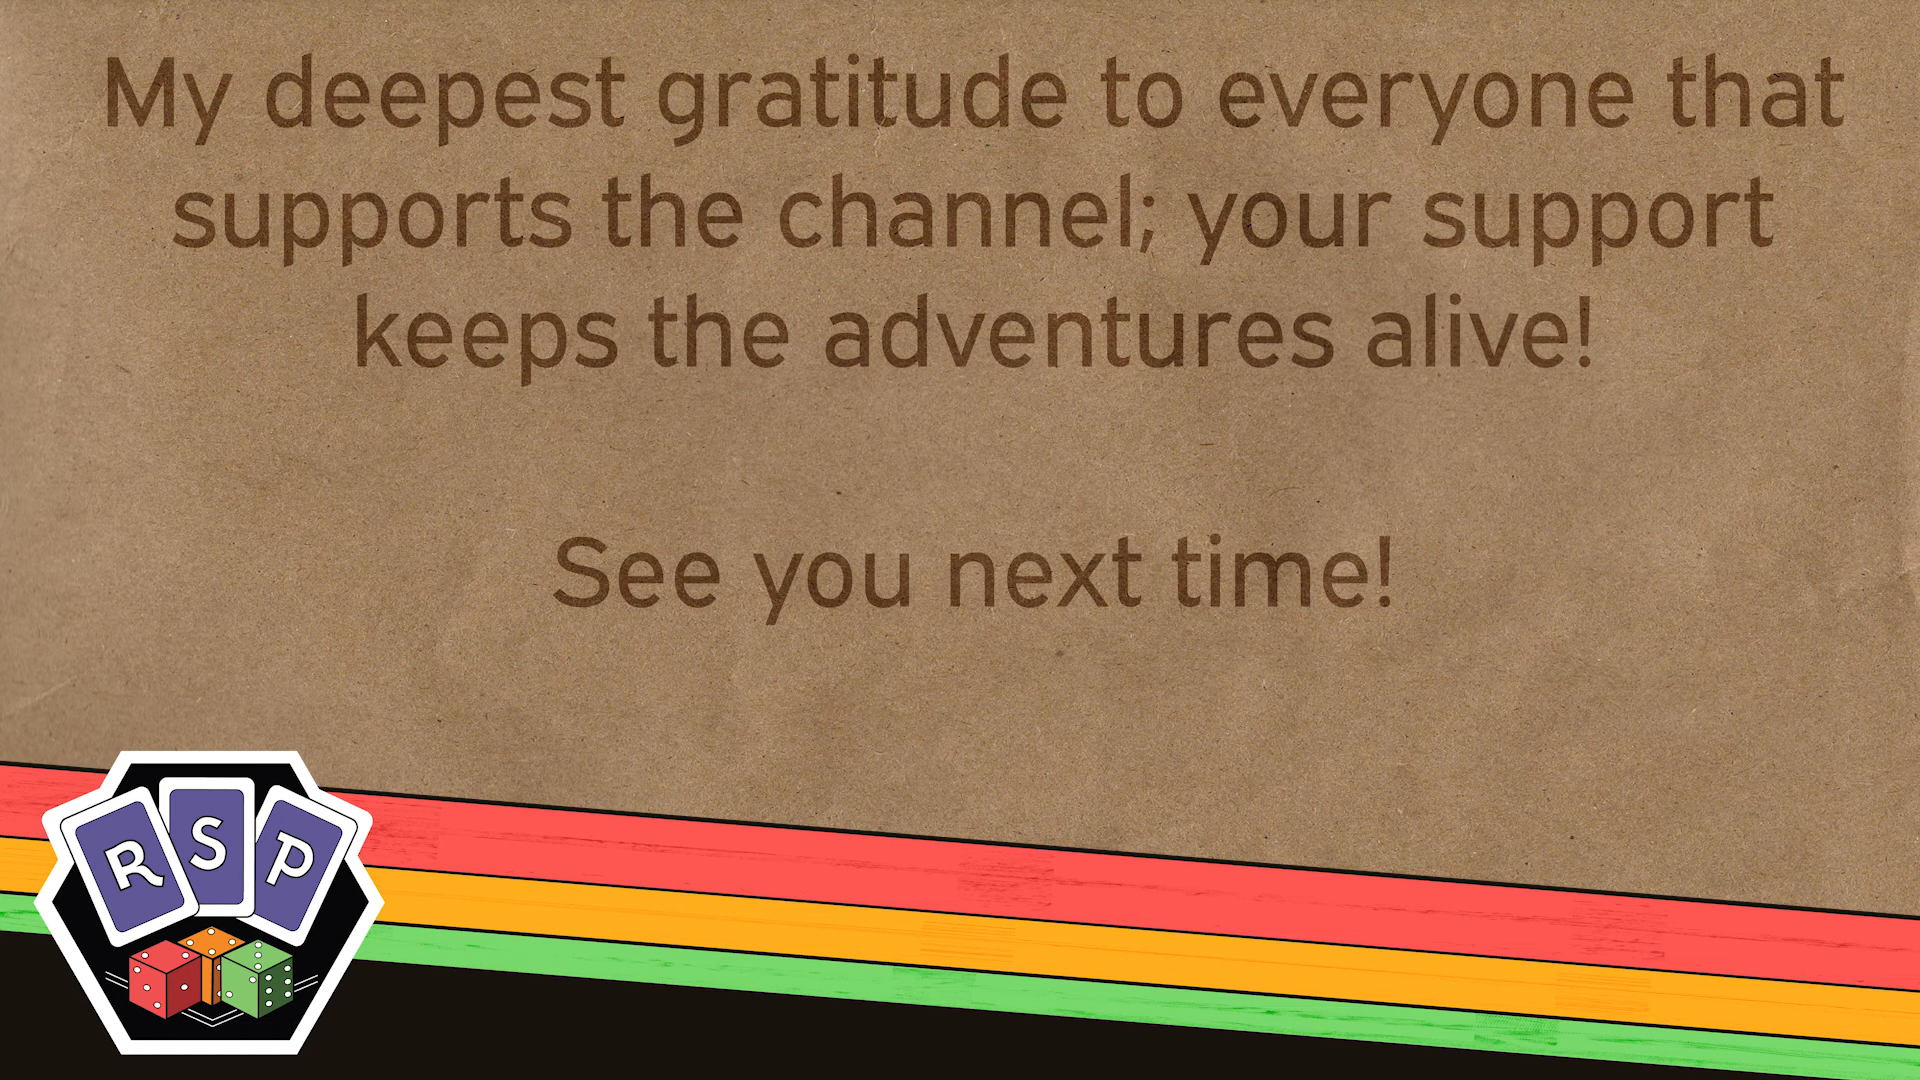 My deepest gratitude to everyone that
supports the channel; your support
keeps the adventures alive!
See you next time!
R S P